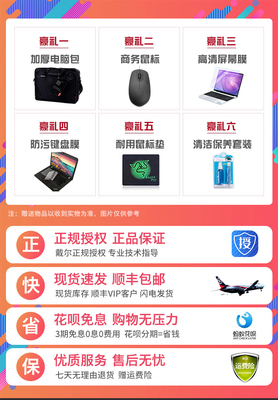 豪礼一 豪礼二 豪礼三
加厚电脑包 商务鼠标 高清屏幕膜
豪礼四 豪礼五 豪礼六
防污键盘膜 耐用鼠标垫 清洁保养套装
注:赠送物品以收到实物为准,图片仅供参考
正 正规授权 正品保证
戴尔正规授权 专业技术指导
授
快 现货速发 顺丰包邮
现货库存 顺丰VIP客户 闪电发货
省 花呗免息 购物无压力
3期免息0息0费用 花呗分期=省钱
蚂蚁花呗
保 优质服务 售后无忧
七天无理由退货 赠运费险
运费险